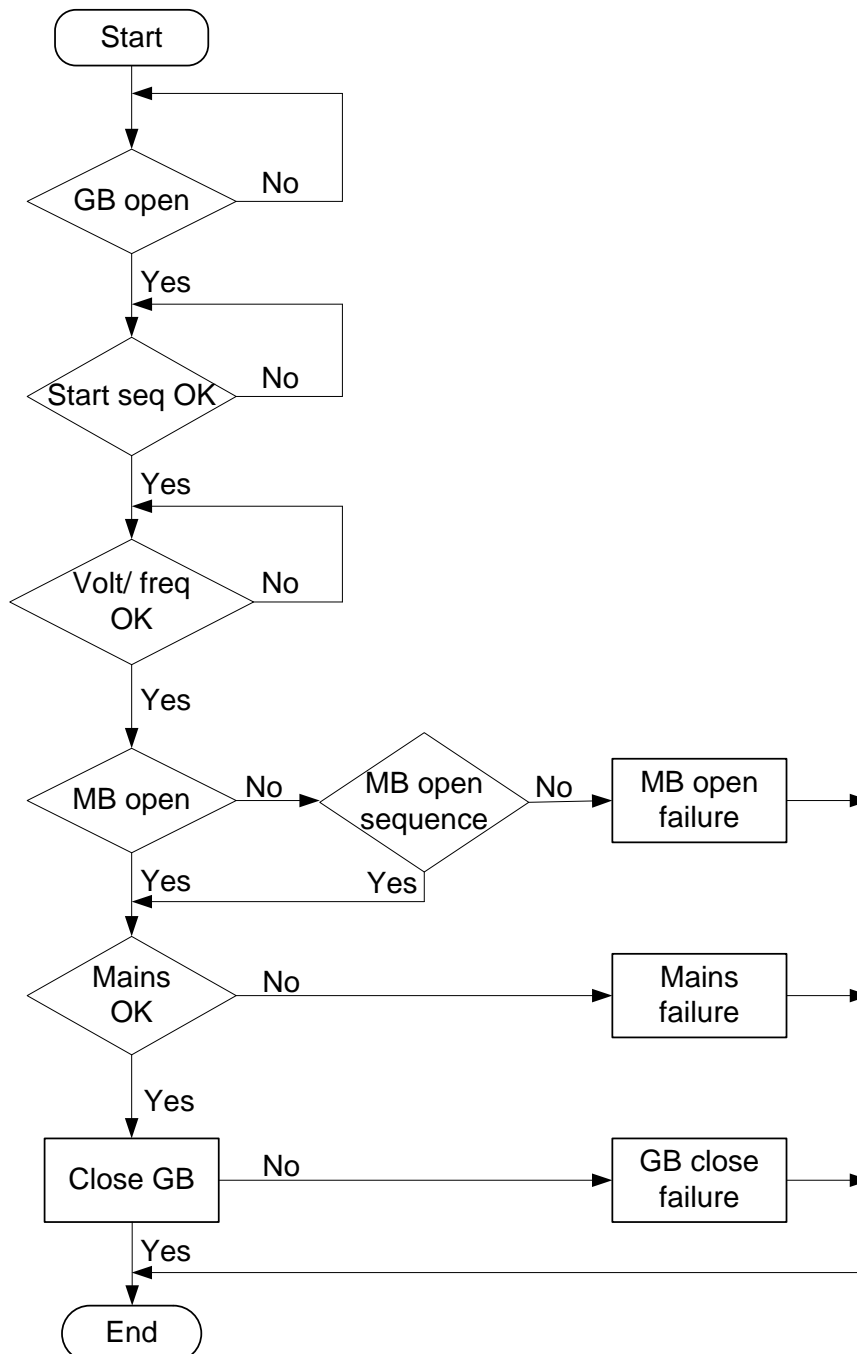 Start
GB open
No
Yes
Start seq OK
No
Yes
Volt/ freq
OK
No
Yes
MB open
No
MB open
sequence
No
MB open
failure
Yes
Yes
Mains
OK
No
Mains
failure
Yes
Close GB
No
GB close
failure
Yes
End